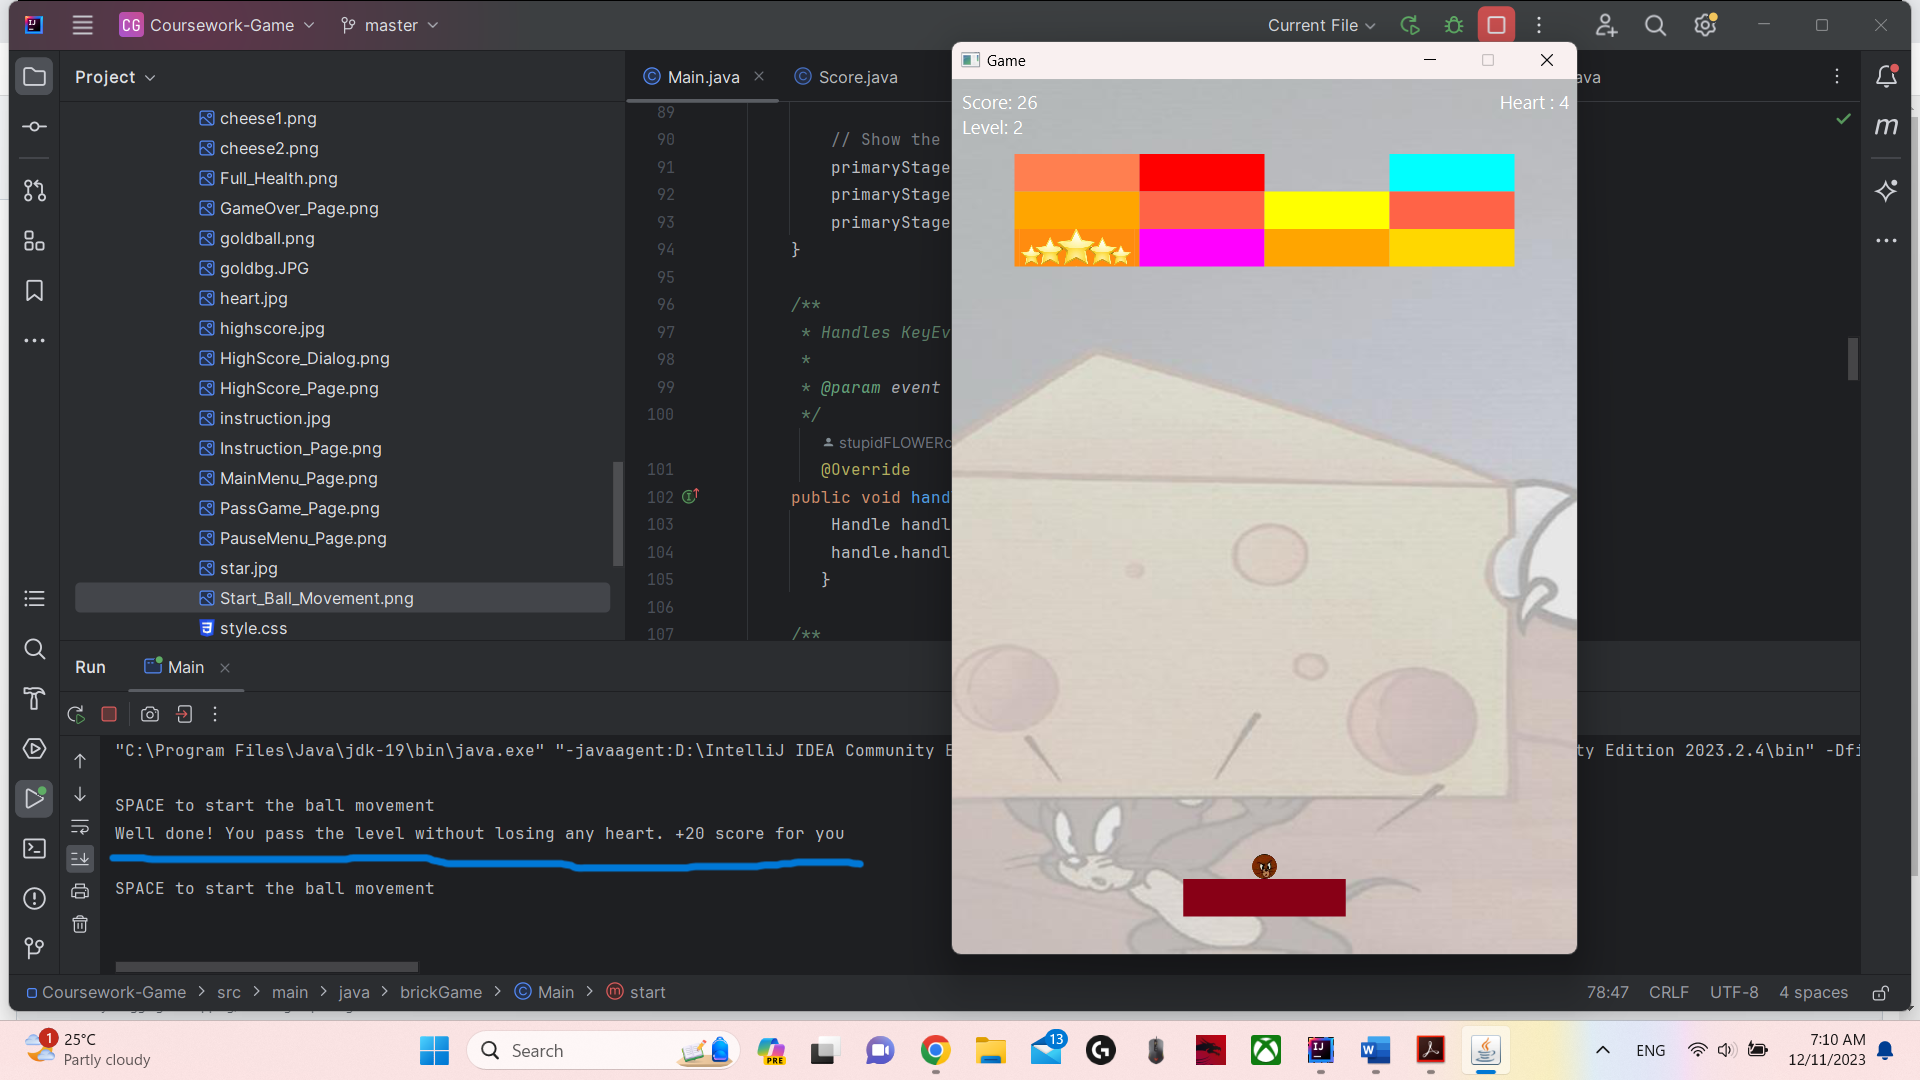 CG Coursework-Game master Current File
Project
Main.java Score.java ava
cheese1.png
cheese2.png
Full_Health.png
GameOver_Page.png
goldball.png
goldbg.JPG
heart.jpg
highscore.jpg
HighScore_Dialog.png
HighScore_Page.png
instruction.jpg
Instruction_Page.png
MainMenu_Page.png
PassGame_Page.png
PauseMenu_Page.png
star.jpg
Start_Ball_Movement.png
style.css
89
90 // Show the
91 primaryStage
92 primaryStage
93 primaryStage
94 }
95
96 /**
97 * Handles KeyEv
98 *
99 * @param event
100 */
stupidFLOWERc
101 @Override
102 public void hand
103 Handle handl
104 handle.handl
105 }
106
107 /**
Game
Score: 26 Heart : 4
Level: 2
Run Main
"C:\Program Files\Java\jdk-19\bin\java.exe" "-javaagent:D:\IntelliJ IDEA Community E ty Edition 2023.2.4\bin" -Dfi
SPACE to start the ball movement
Well done! You pass the level without losing any heart. +20 score for you
SPACE to start the ball movement
Coursework-Game > src > main > java > brickGame > Main > start 78:47 CRLF UTF-8 4 spaces
1 25°C
Partly cloudy
Search
PRE
13
ENG
7:10 AM
12/11/2023